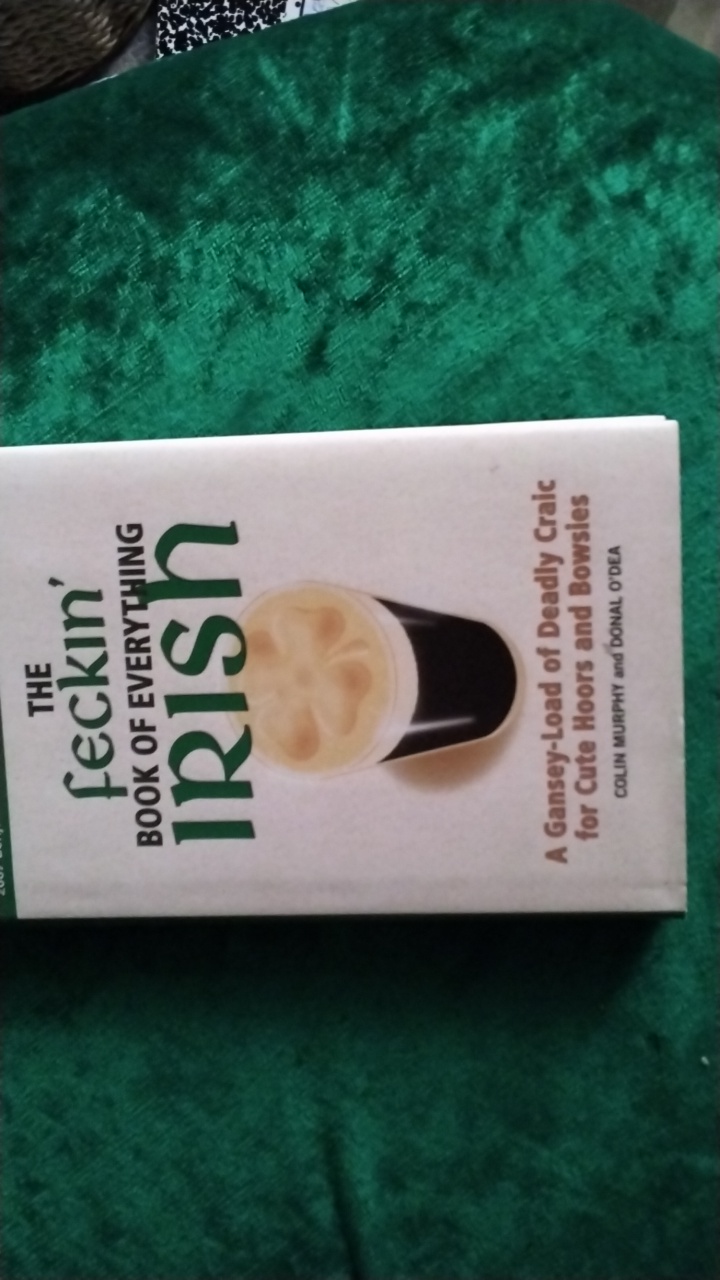 THE
feckin'
BOOK OF EVERYTHING
IRISh
A Gansey-Load of Deadly Craic
for Cute Hoors and Bowsies
COLIN MURPHY and DONAL O'DEA